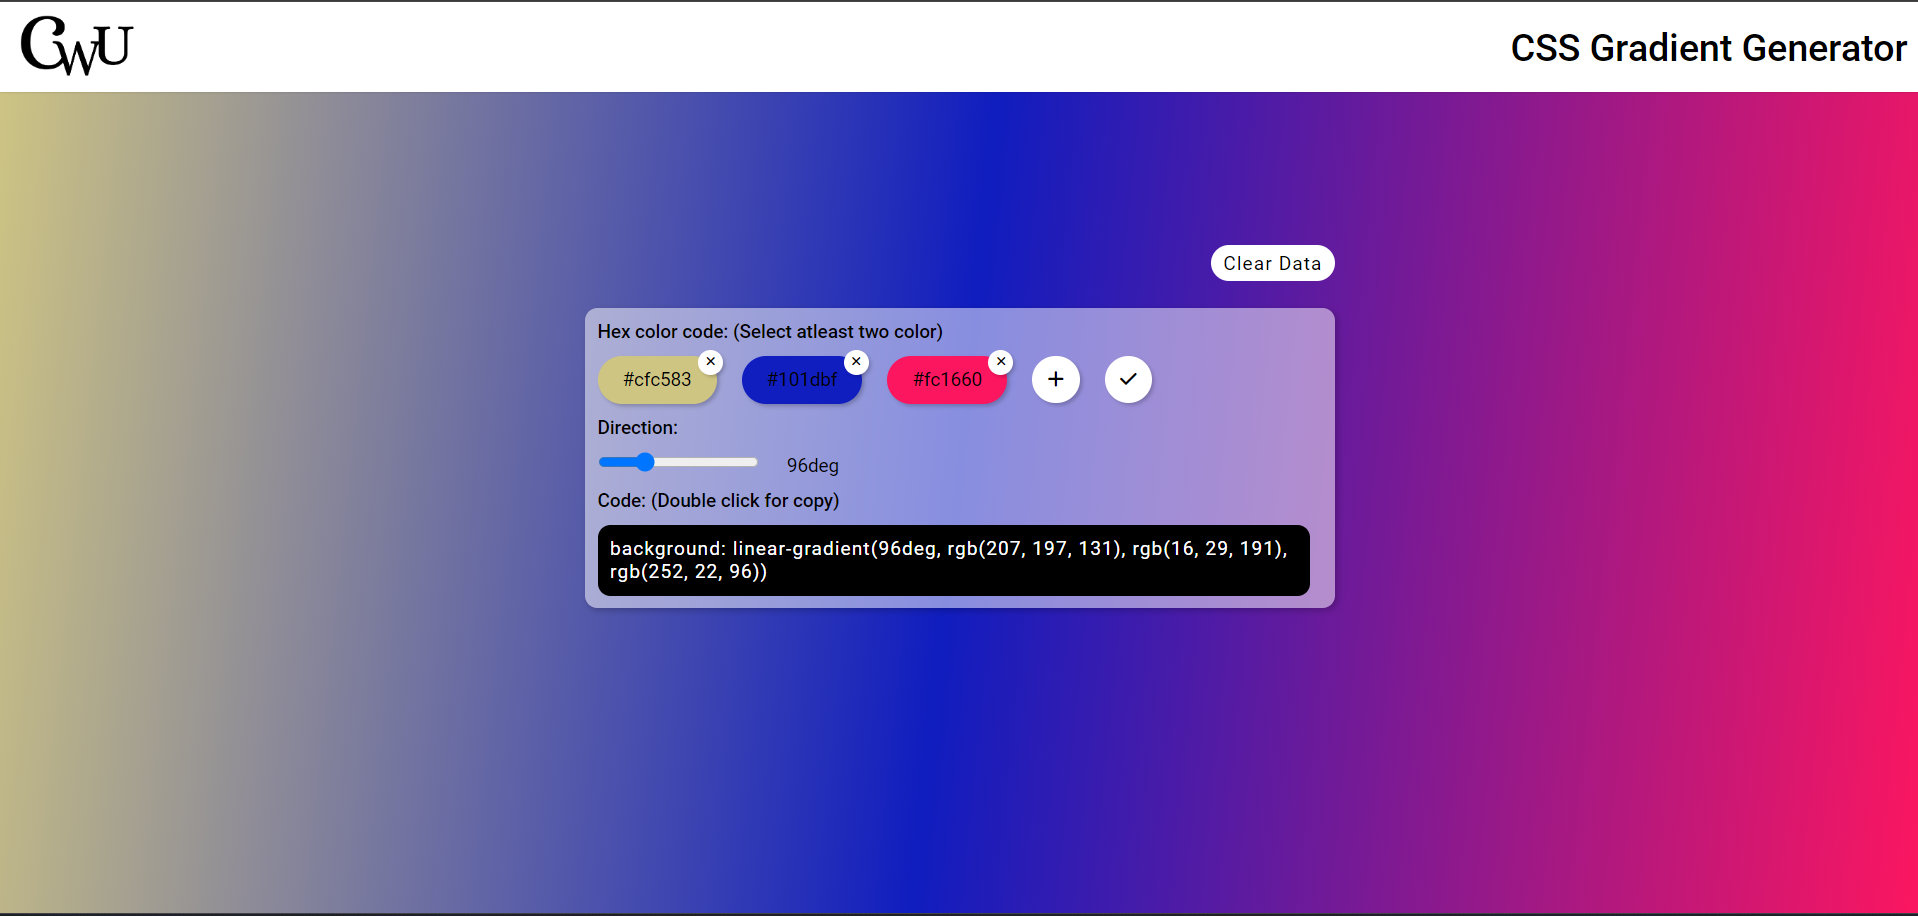 CWU
CSS Gradient Generator
Clear Data
Hex color code: (Select atleast two color)
#cfc583 #101dbf #fc1660
Direction:
96deg
Code: (Double click for copy)
background: linear-gradient(96deg, rgb(207, 197, 131), rgb(16, 29, 191),
rgb(252, 22, 96))